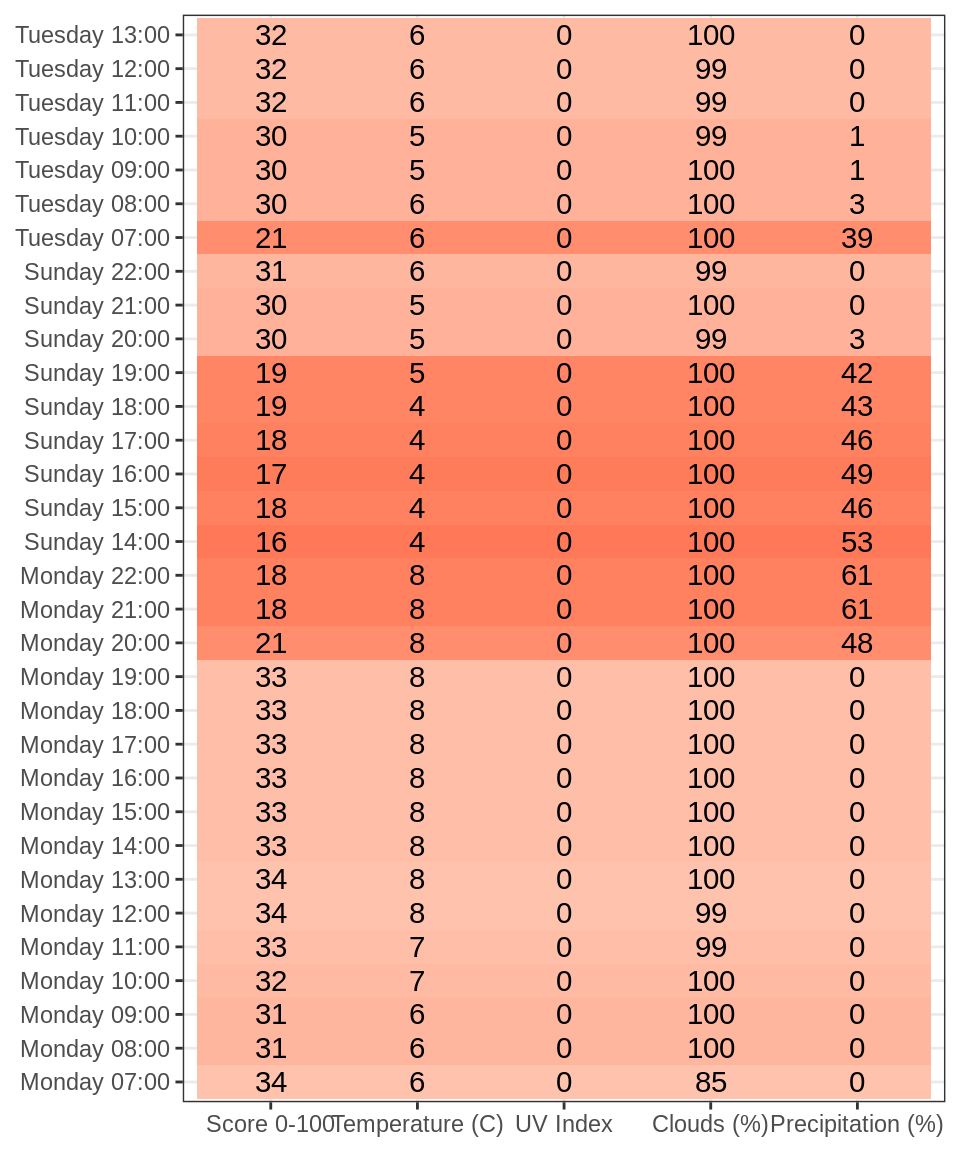 Tuesday 13:00 32 6 0 100 0
Tuesday 12:00 32 6 0 99 0
Tuesday 11:00 32 6 0 99 0
Tuesday 10:00 30 5 0 99 1
Tuesday 09:00 30 5 0 100 1
Tuesday 08:00 30 6 0 100 3
Tuesday 07:00 21 6 0 100 39
Sunday 22:00 31 6 0 99 0
Sunday 21:00 30 5 0 100 0
Sunday 20:00 30 5 0 99 3
Sunday 19:00 19 5 0 100 42
Sunday 18:00 19 4 0 100 43
Sunday 17:00 18 4 0 100 46
Sunday 16:00 17 4 0 100 49
Sunday 15:00 18 4 0 100 46
Sunday 14:00 16 4 0 100 53
Monday 22:00 18 8 0 100 61
Monday 21:00 18 8 0 100 61
Monday 20:00 21 8 0 100 48
Monday 19:00 33 8 0 100 0
Monday 18:00 33 8 0 100 0
Monday 17:00 33 8 0 100 0
Monday 16:00 33 8 0 100 0
Monday 15:00 33 8 0 100 0
Monday 14:00 33 8 0 100 0
Monday 13:00 34 8 0 100 0
Monday 12:00 34 8 0 99 0
Monday 11:00 33 7 0 99 0
Monday 10:00 32 7 0 100 0
Monday 09:00 31 6 0 100 0
Monday 08:00 31 6 0 100 0
Monday 07:00 34 6 0 85 0
Score 0-100 Temperature (C) UV Index Clouds (%) Precipitation (%)